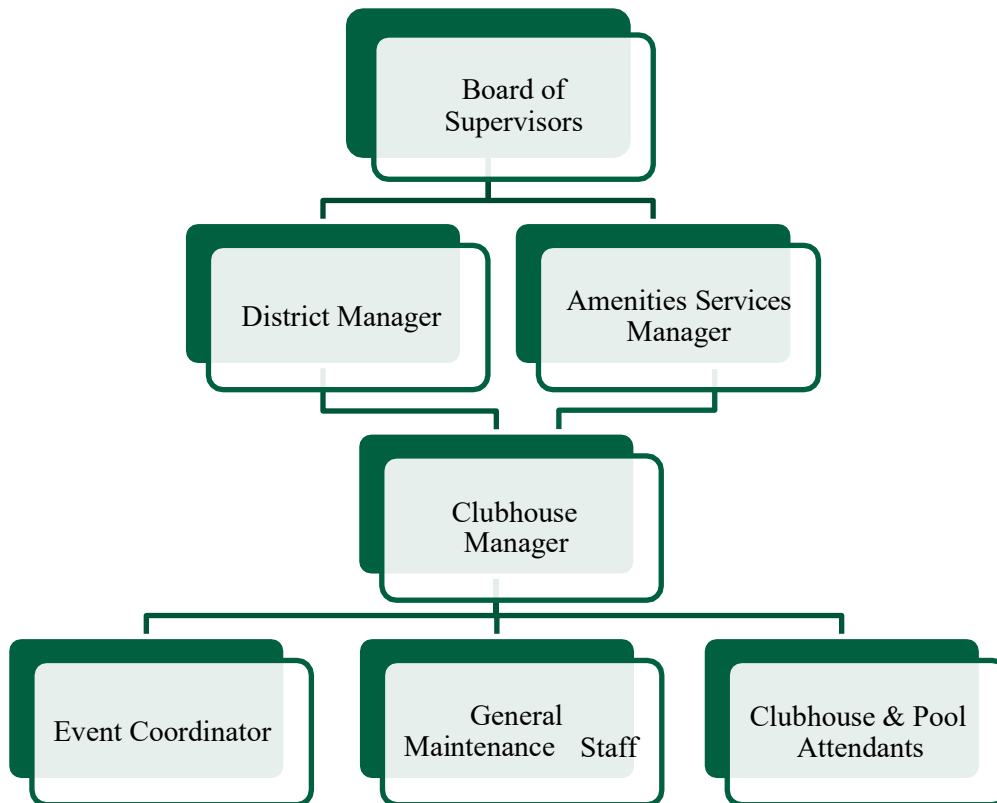 Board of
Supervisors
District Manager
Amenities Services
Manager
Clubhouse
Manager
Event Coordinator
General
Maintenance Staff
Clubhouse & Pool
Attendants